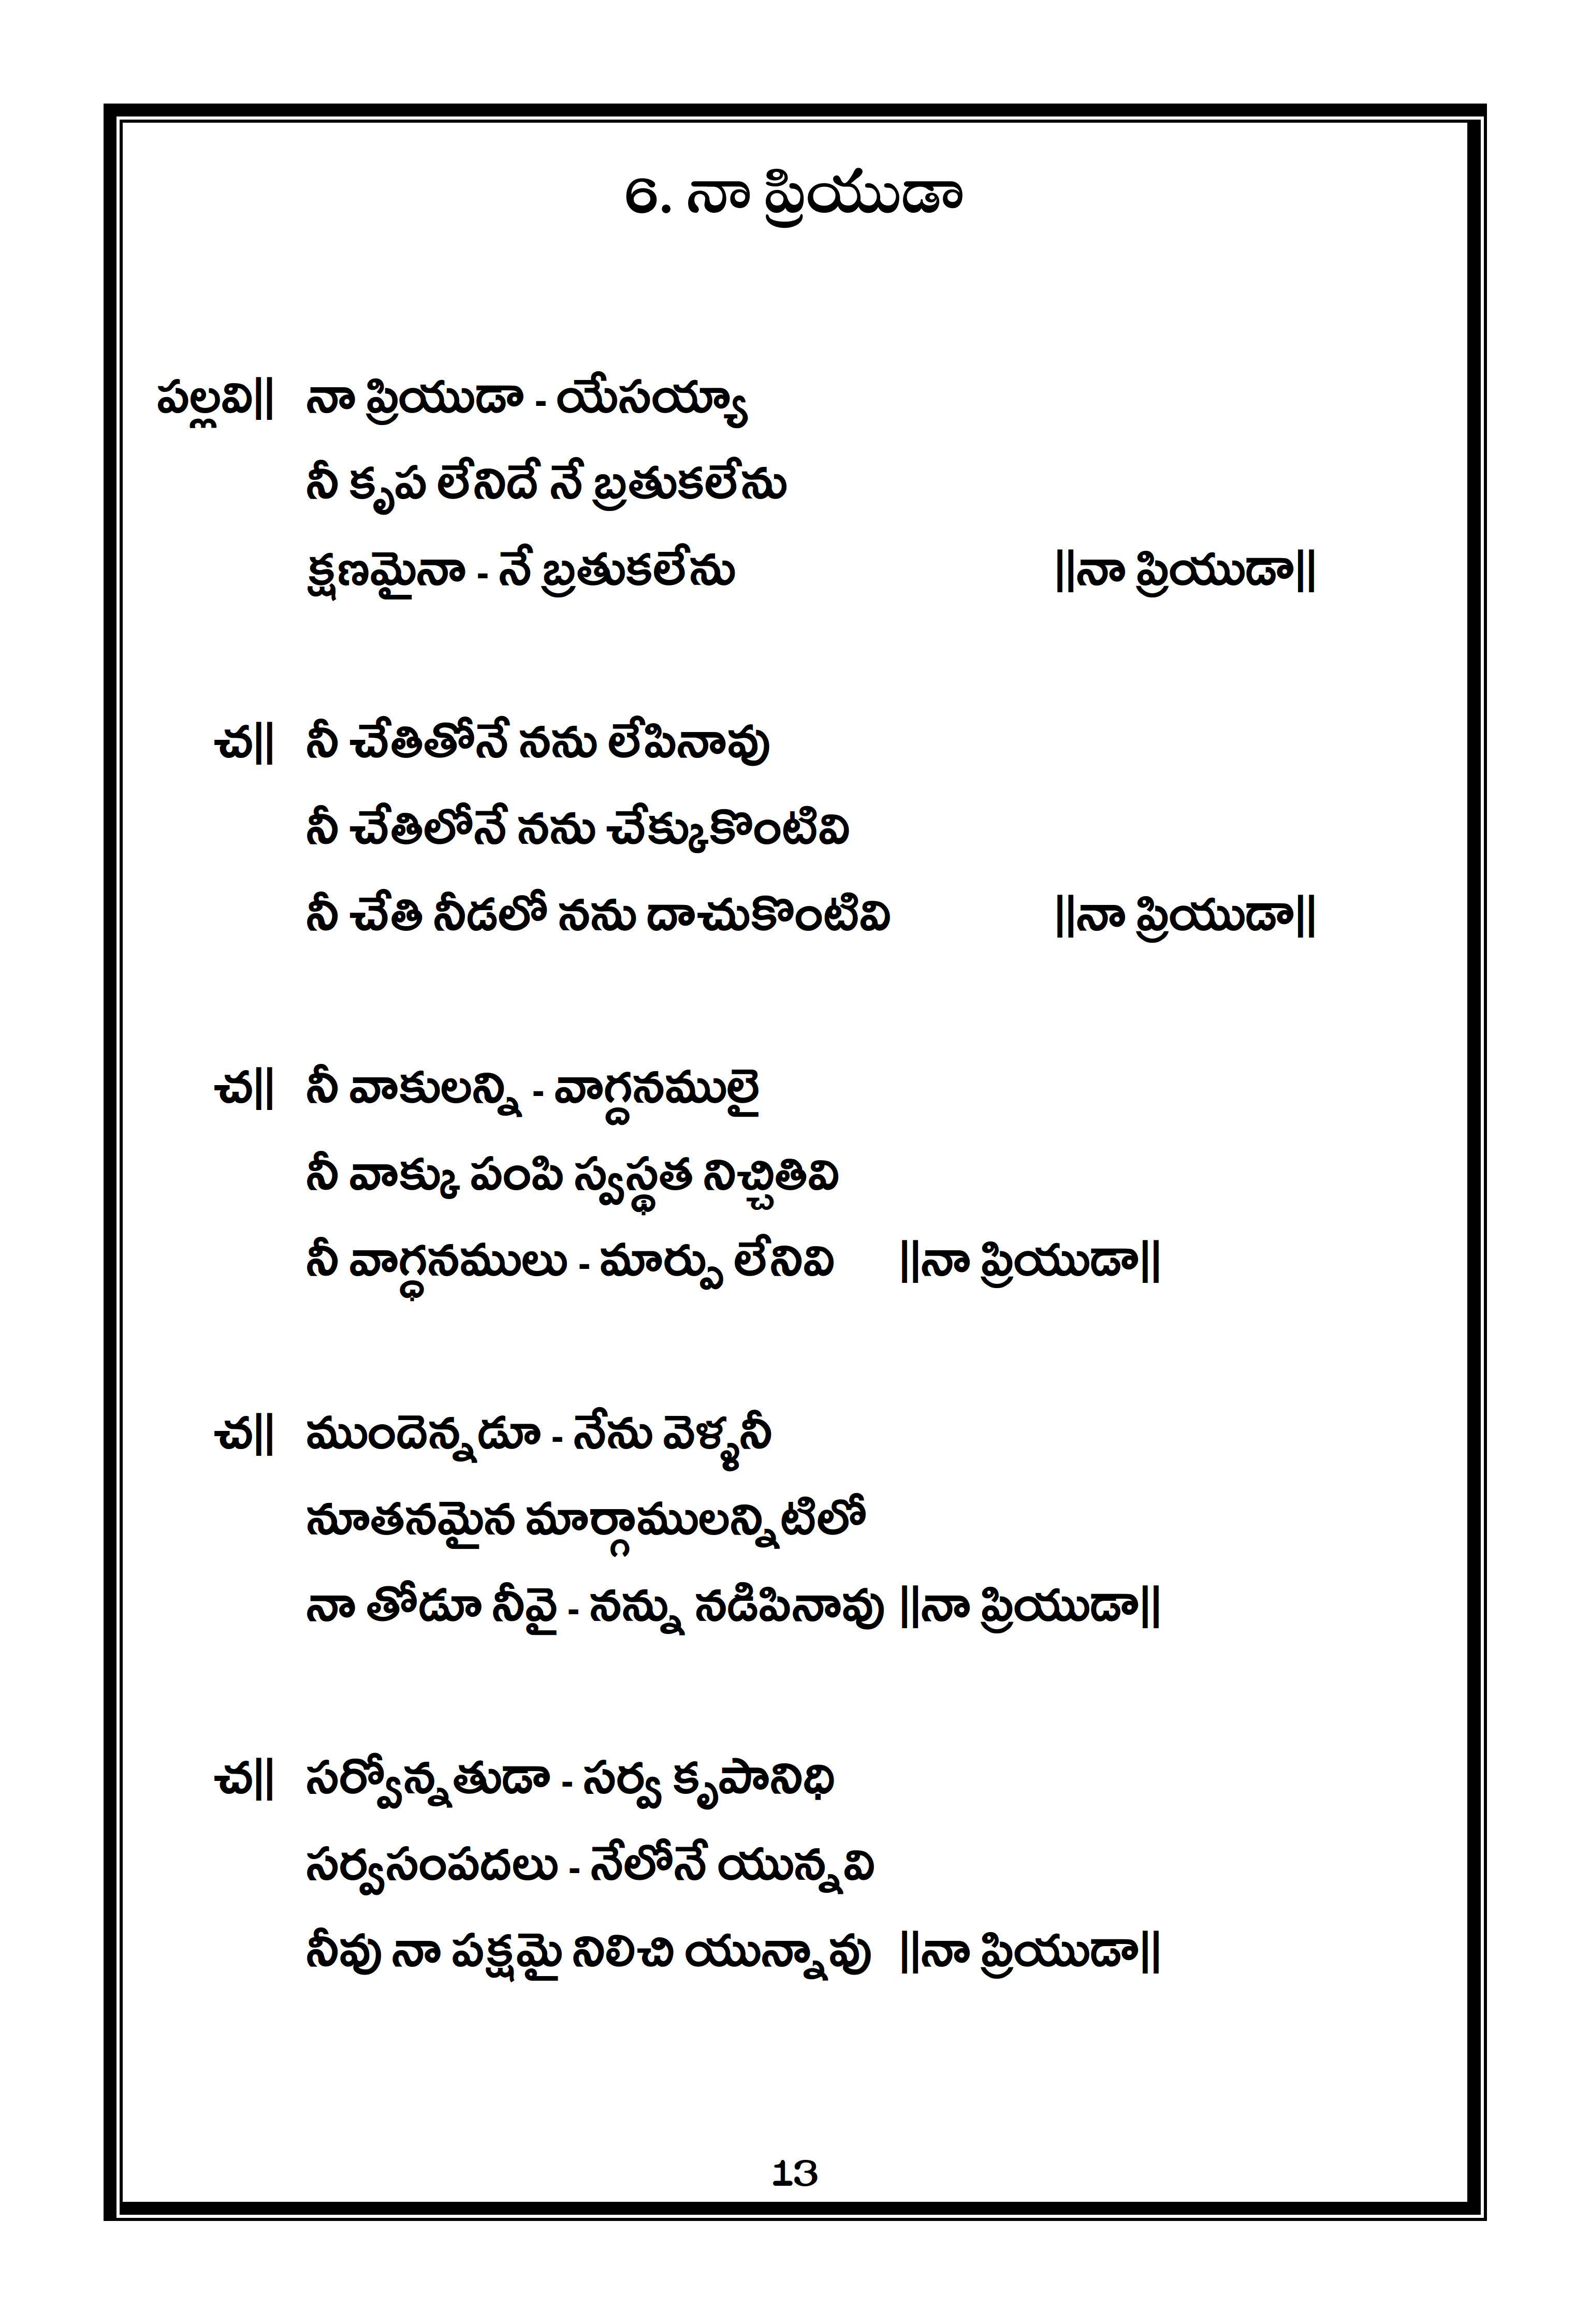 6. నా ప్రియుడా
పల్లవి|| నా ప్రియుడా - యేసయ్యా
నీ కృప లేనిదే నే బ్రతుకలేను
క్షణమైనా - నే బ్రతుకలేను ||నా ప్రియుడా||
చ|| నీ చేతితోనే నను లేపినావు
నీ చేతిలోనే నను చేక్కుకొంటివి
నీ చేతి నీడలో నను దాచుకొంటివి ||నా ప్రియుడా||
చ|| నీ వాకులన్ని - వాగ్దనములై
నీ వాక్కు పంపి స్వస్థత నిచ్చితివి
నీ వాగ్ధనములు - మార్పు లేనివి ||నా ప్రియుడా||
చ|| ముందెన్నడూ - నేను వెళ్ళనీ
నూతనమైన మార్గాములన్నిటిలో
నా తోడూ నీవై - నన్ను నడిపినావు ||నా ప్రియుడా||
చ|| సర్వోన్నతుడా - సర్వ కృపానిధి
సర్వసంపదలు - నేలోనే యున్నవి
నీవు నా పక్షమై నిలిచి యున్నావు ||నా ప్రియుడా||
13